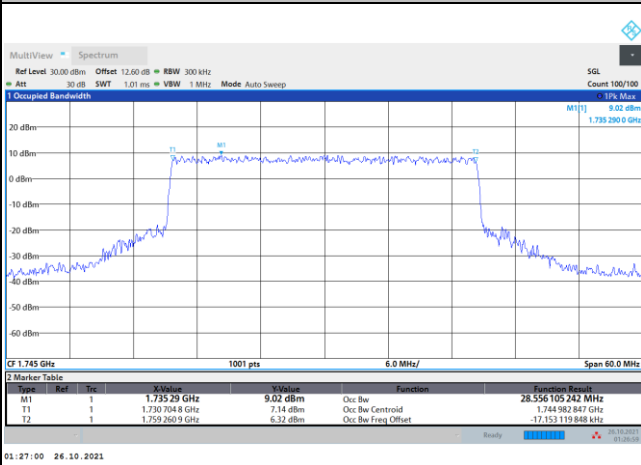 MultiView Spectrum
Ref Level 30.00 dBm Offset 12.60 dB RBW 300 kHz SGL
Att 30 dB SWT 1.01 ms VBW 1 MHz Mode Auto Sweep Count 100/100
1 Occupied Bandwidth 1Pk Max
M1[1] 9.02 dBm
1.735 290 0 GHz
20 dBm
M1
T1 T2
10 dBm
0 dBm
-10 dBm
-20 dBm
-30 dBm
-40 dBm
-50 dBm
-60 dBm
CF 1.745 GHz 1001 pts 6.0 MHz/ Span 60.0 MHz
2 Marker Table
Type Ref Trc X-Value Y-Value Function Function Result
M1 1 1.735 29 GHz 9.02 dBm Occ Bw 28.556 105 242 MHz
T1 1 1.730 704 8 GHz 7.14 dBm Occ Bw Centroid 1.744 982 847 GHz
T2 1 1.759 260 9 GHz 6.32 dBm Occ Bw Freq Offset -17.153 119 848 kHz
Ready 26.10.2021
01:26:59
01:27:00 26.10.2021